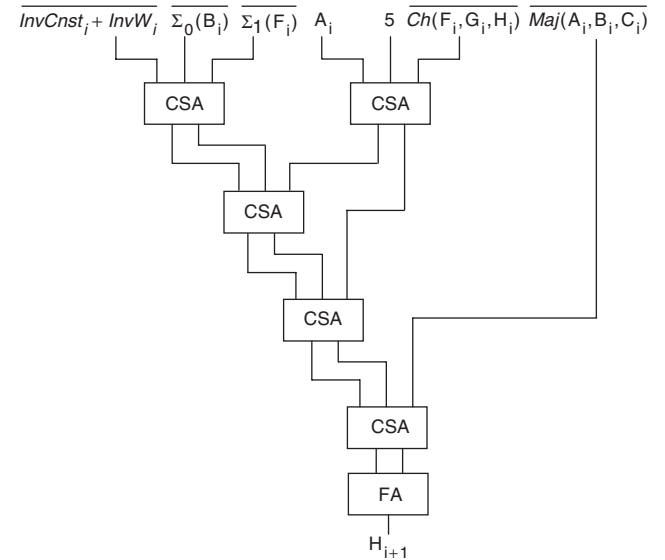 InvCnst_i + InvW_i Σ_0(B_i) Σ_1(F_i) A_i 5 Ch(F_i,G_i,H_i) Maj(A_i,B_i,C_i)
CSA CSA
CSA
CSA
CSA
FA
H_{i+1}